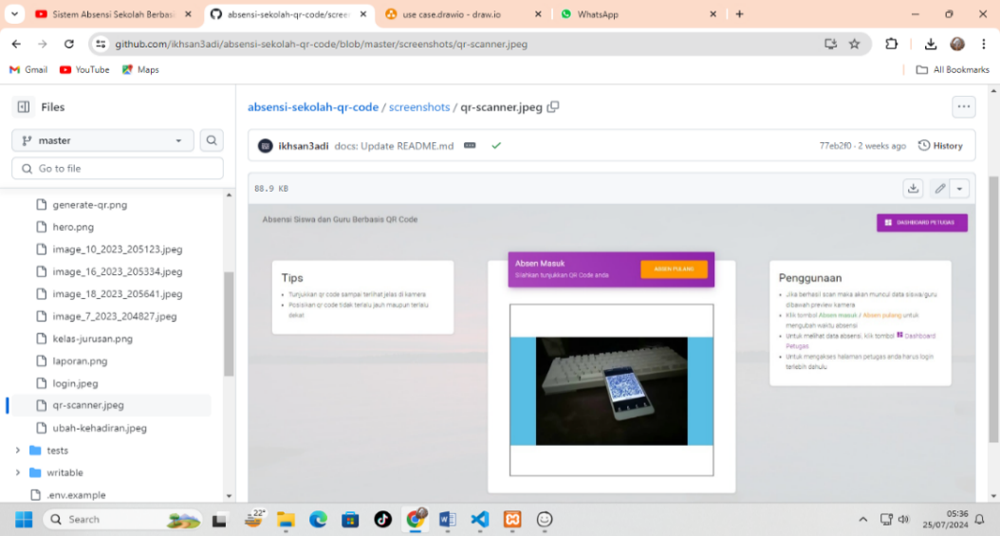 Sistem Absensi Sekolah Berbasis
absensi-sekolah-qr-code/screen
use case.drawio - draw.io
WhatsApp
github.com/ikhsan3adi/absensi-sekolah-qr-code/blob/master/screenshots/qr-scanner.jpeg
Gmail
YouTube
Maps
All Bookmarks
Files
absensi-sekolah-qr-code / screenshots / qr-scanner.jpeg
master
ikhsan3adi docs: Update README.md
77eb2f0 · 2 weeks ago
History
Go to file
88.9 KB
generate-qr.png
hero.png
image_10_2023_205123.jpeg
image_16_2023_205334.jpeg
image_18_2023_205641.jpeg
image_7_2023_204827.jpeg
kelas-jurusan.png
laporan.png
login.jpeg
qr-scanner.jpeg
ubah-kehadiran.jpeg
tests
writable
.env.example
Absensi Siswa dan Guru Berbasis QR Code
DASHBOARD PETUGAS
Tips
Tunjukkan qr code sampai terlihat jelas di kamera
Posisikan qr code tidak terlalu jauh maupun terlalu
dekat
Absen Masuk
Silahkan tunjukkan QR Code anda
ABSEN PULANG
Penggunaan
Jika berhasil scan maka akan muncul data siswa/guru
dibawah preview kamera
Klik tombol Absen masuk / Absen pulang untuk
mengubah waktu absensi
Untuk melihat data absensi, klik tombol Dashboard
Petugas
Untuk mengakses halaman petugas anda harus login
terlebih dahulu
Search
22°
05:36
25/07/2024